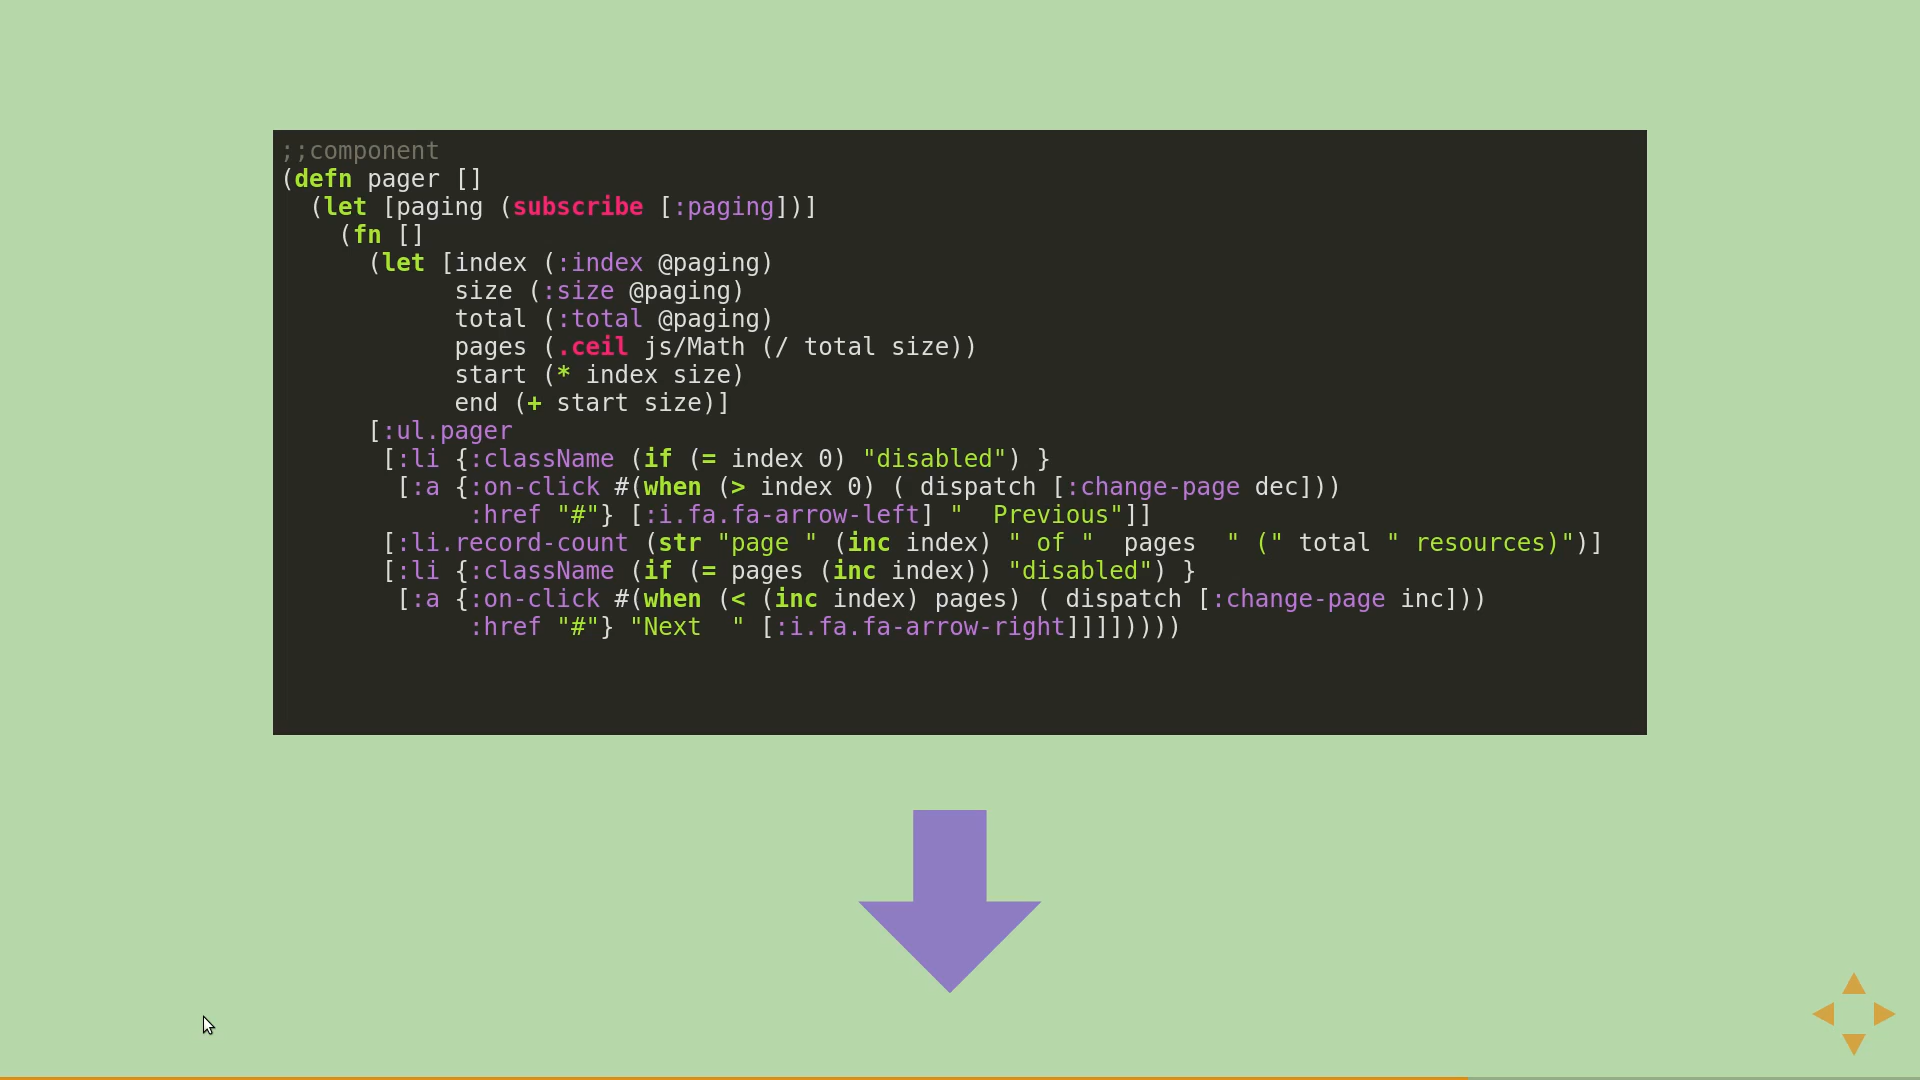 ;;component
(defn pager []
  (let [paging (subscribe [:paging])]
    (fn []
      (let [index (:index @paging)
            size (:size @paging)
            total (:total @paging)
            pages (.ceil js/Math (/ total size))
            start (* index size)
            end (+ start size)]
      [:ul.pager
       [:li {:className (if (= index 0) "disabled") }
        [:a {:on-click #(when (> index 0) ( dispatch [:change-page dec]))
             :href "#"} [:i.fa.fa-arrow-left] "  Previous"]]
       [:li.record-count (str "page " (inc index) " of "  pages  " (" total " resources)")]
       [:li {:className (if (= pages (inc index)) "disabled") }
        [:a {:on-click #(when (< (inc index) pages) ( dispatch [:change-page inc]))
             :href "#"} "Next  " [:i.fa.fa-arrow-right]]]]))))